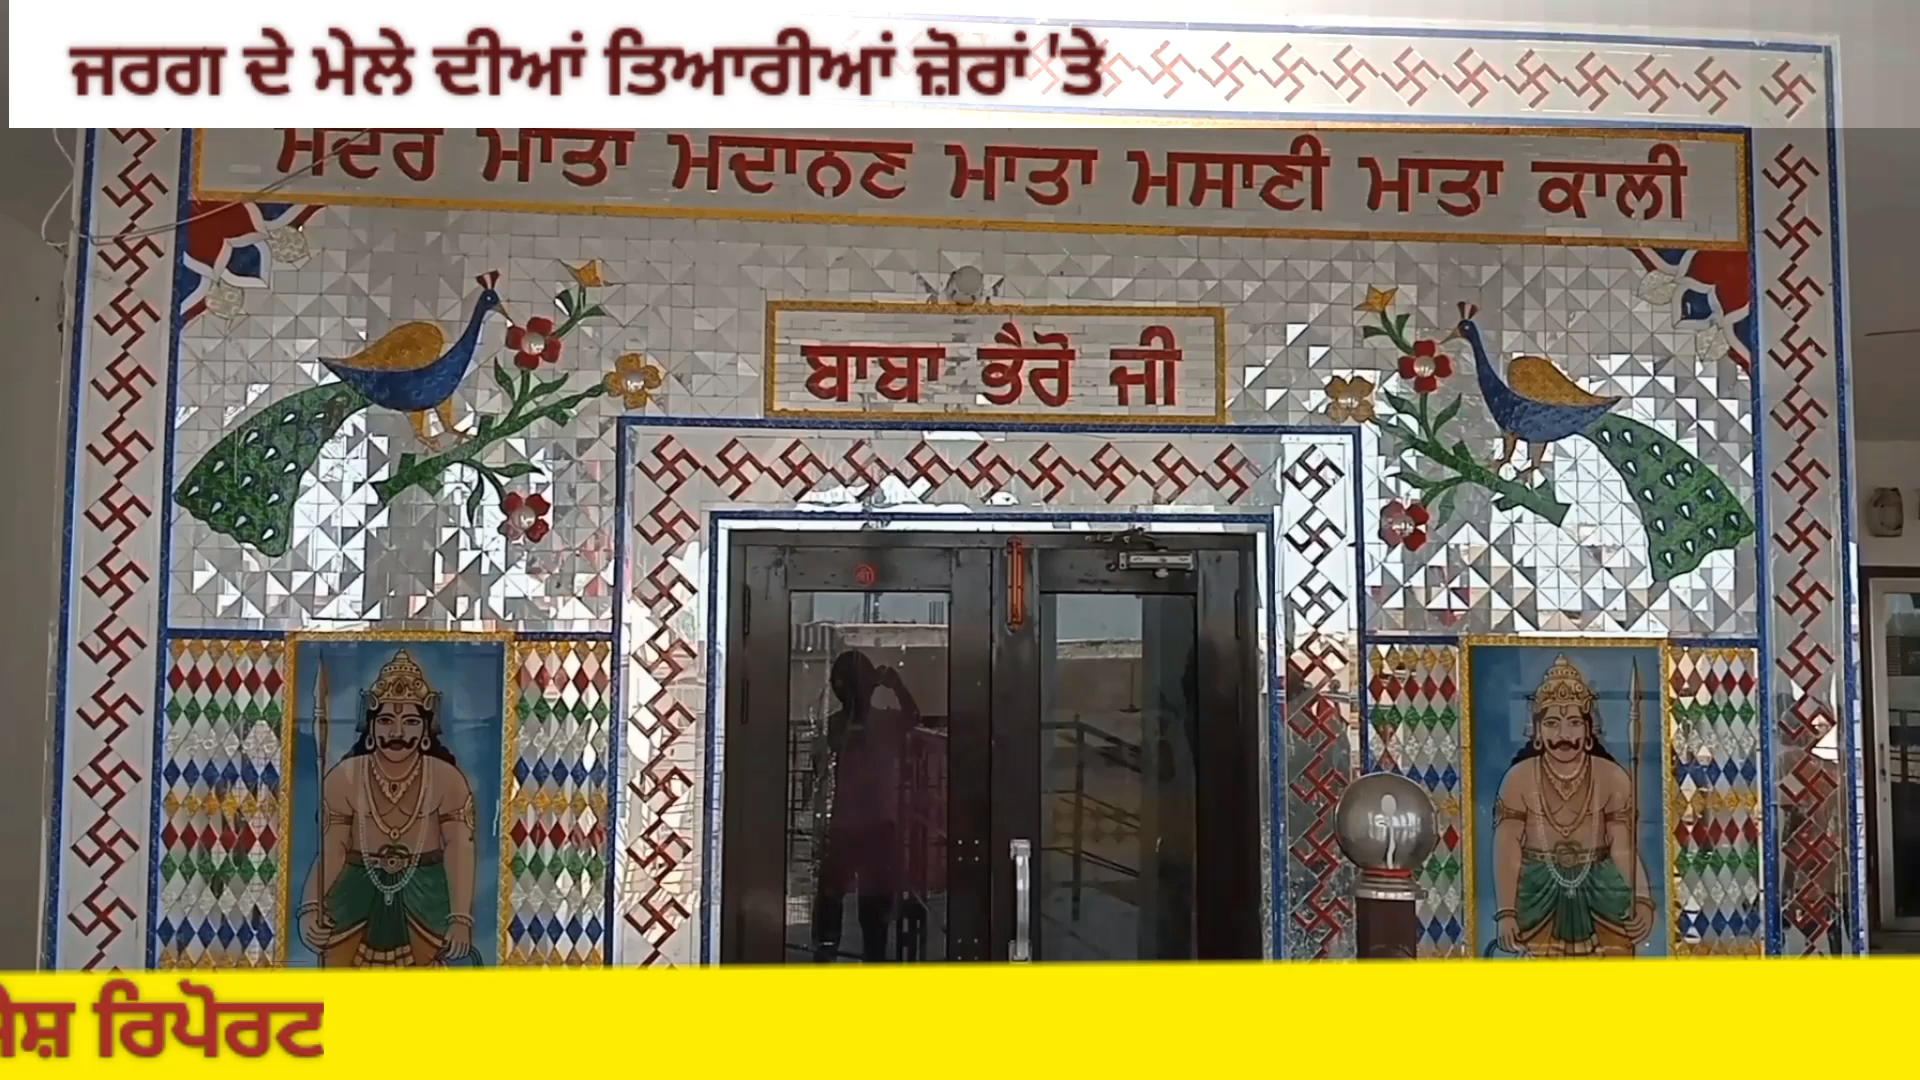 ਜਰਗ ਦੇ ਮੇਲੇ ਦੀਆਂ ਤਿਆਰੀਆਂ ਜ਼ੋਰਾਂ 'ਤੇ
ਮਾਤਾ ਮਦਾਨਣ ਮਾਤਾ ਮਸਾਣੀ ਮਾਤਾ ਕਾਲੀ
ਬਾਬਾ ਭੈਰੋ ਜੀ
ਰਿਪੋਰਟ